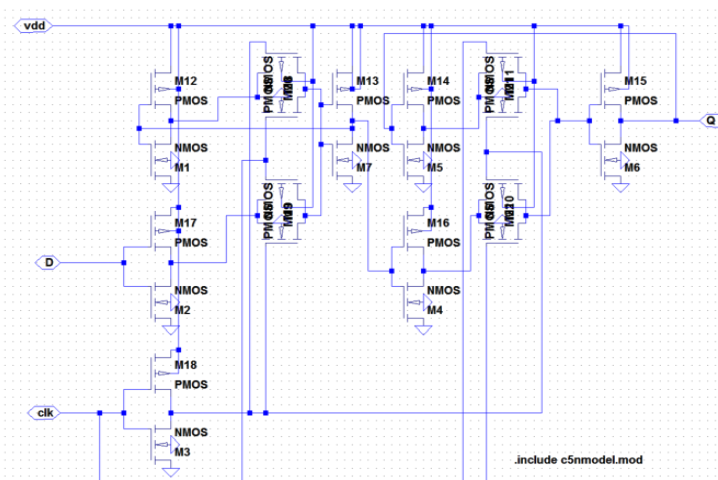 vdd
M12
PMOS
NMOS
M1
M13
PMOS
M7
M14
PMOS
NMOS
M5
M15
PMOS
NMOS
M6
Q
M17
PMOS
NMOS
M2
M16
PMOS
NMOS
M4
D
M18
PMOS
NMOS
M3
clk
.include c5nmodel.mod